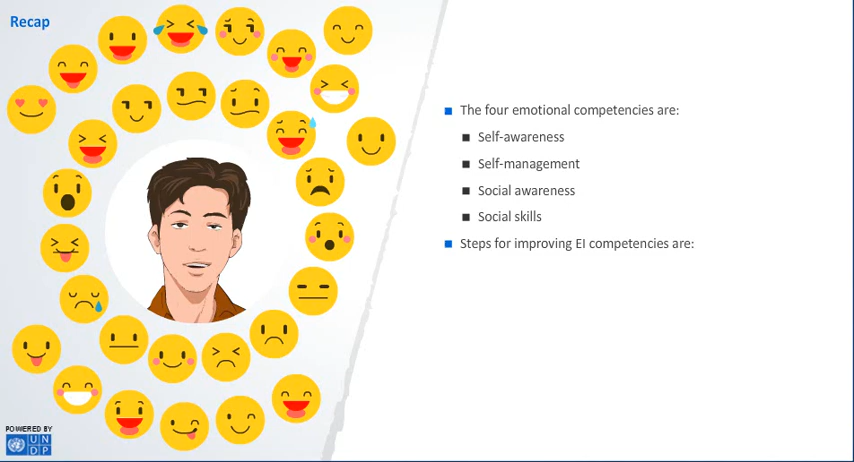 Recap
The four emotional competencies are:
Self-awareness
Self-management
Social awareness
Social skills
Steps for improving EI competencies are:
POWERED BY
U N
D P